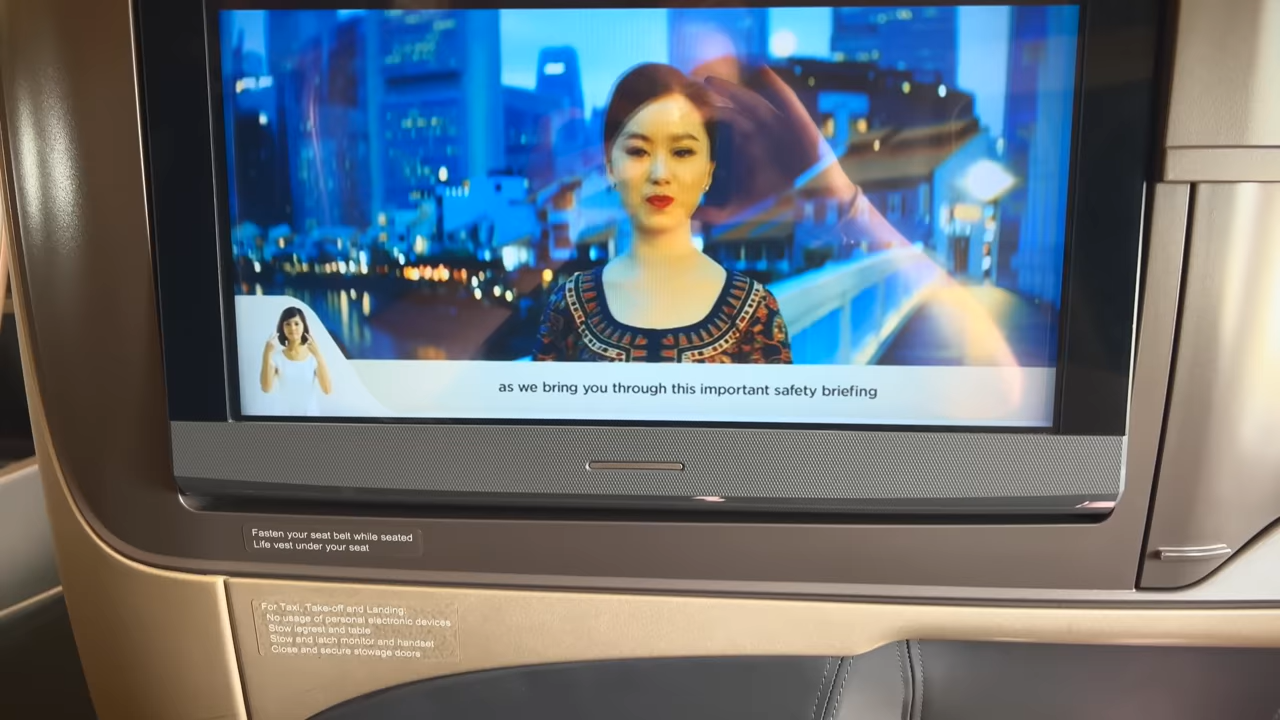 as we bring you through this important safety briefing
Fasten your seat belt while seated
Life vest under your seat
For Taxi, Take-off and Landing:
No usage of personal electronic devices
Stow legrest and table
Stow and latch monitor and handset
Close and secure stowage doors